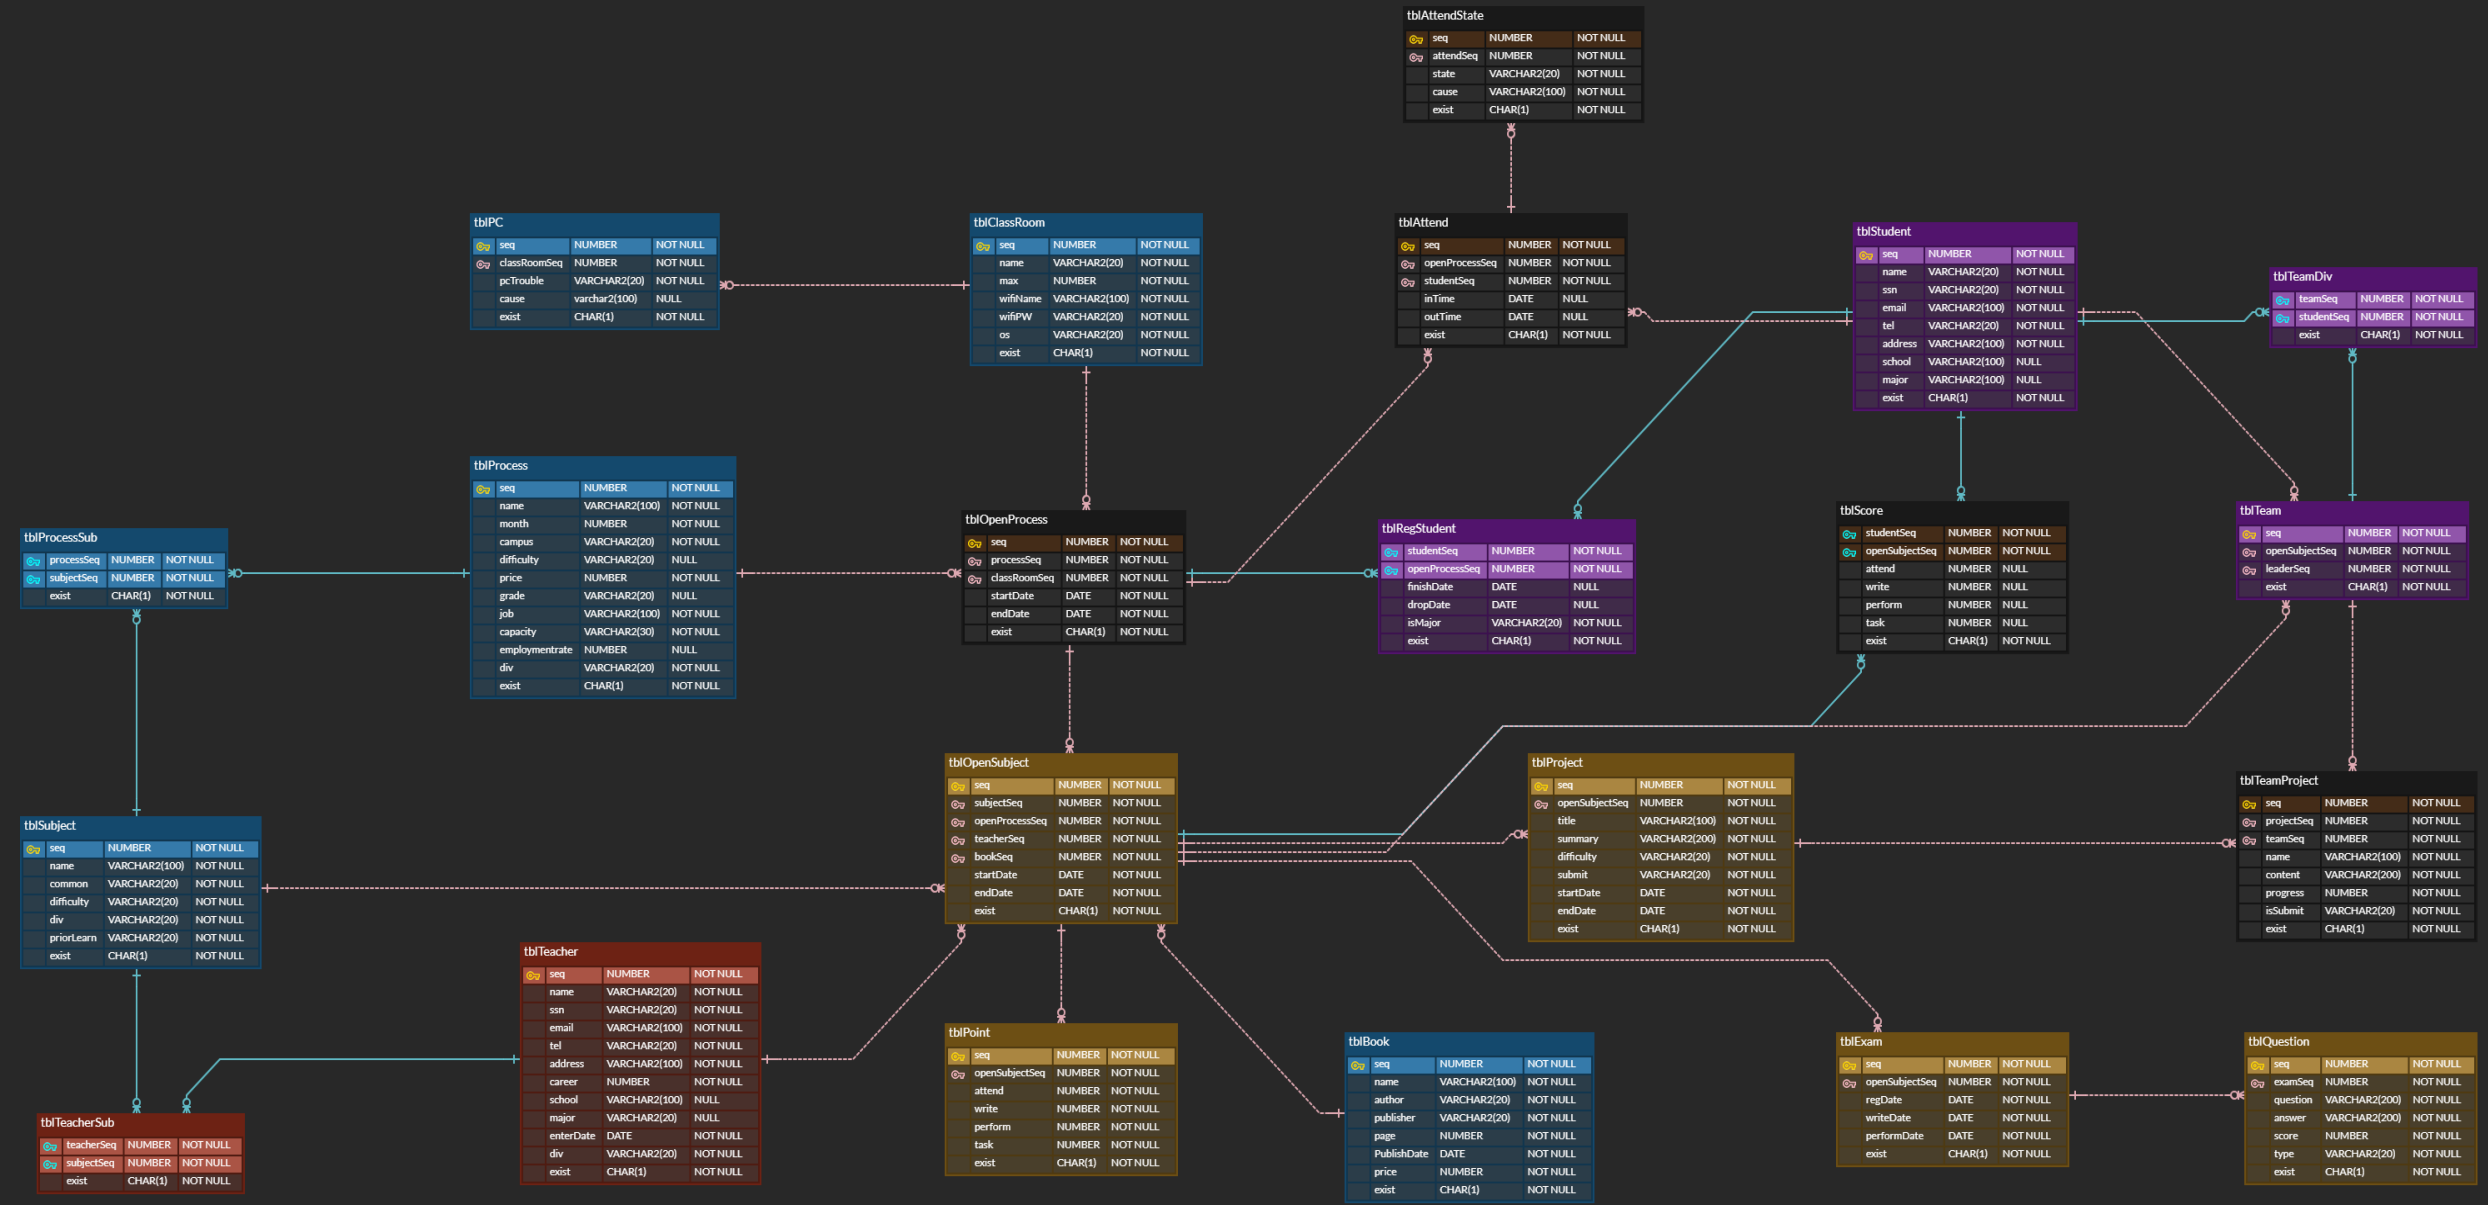 tblAttendState
seq NUMBER NOT NULL
attendSeq NUMBER NOT NULL
state VARCHAR2(20) NOT NULL
cause VARCHAR2(100) NOT NULL
exist CHAR(1) NOT NULL
tblPC
seq NUMBER NOT NULL
classRoomSeq NUMBER NOT NULL
pcTrouble VARCHAR2(20) NOT NULL
cause varchar2(100) NULL
exist CHAR(1) NOT NULL
tblClassRoom
seq NUMBER NOT NULL
name VARCHAR2(20) NOT NULL
max NUMBER NOT NULL
wifiName VARCHAR2(100) NOT NULL
wifiPW VARCHAR2(20) NOT NULL
os VARCHAR2(20) NOT NULL
exist CHAR(1) NOT NULL
tblAttend
seq NUMBER NOT NULL
openProcessSeq NUMBER NOT NULL
studentSeq NUMBER NOT NULL
inTime DATE NULL
outTime DATE NULL
exist CHAR(1) NOT NULL
tblStudent
seq NUMBER NOT NULL
name VARCHAR2(20) NOT NULL
ssn VARCHAR2(20) NOT NULL
email VARCHAR2(100) NOT NULL
tel VARCHAR2(20) NOT NULL
address VARCHAR2(100) NOT NULL
school VARCHAR2(100) NULL
major VARCHAR2(100) NULL
exist CHAR(1) NOT NULL
tblTeamDiv
teamSeq NUMBER NOT NULL
studentSeq NUMBER NOT NULL
exist CHAR(1) NOT NULL
tblProcessSub
processSeq NUMBER NOT NULL
subjectSeq NUMBER NOT NULL
exist CHAR(1) NOT NULL
tblProcess
seq NUMBER NOT NULL
name VARCHAR2(100) NOT NULL
month NUMBER NOT NULL
campus VARCHAR2(20) NOT NULL
difficulty VARCHAR2(20) NULL
price NUMBER NOT NULL
grade VARCHAR2(20) NULL
job VARCHAR2(100) NOT NULL
capacity VARCHAR2(30) NOT NULL
employmentrate NUMBER NULL
div VARCHAR2(20) NOT NULL
exist CHAR(1) NOT NULL
tblOpenProcess
seq NUMBER NOT NULL
processSeq NUMBER NOT NULL
classRoomSeq NUMBER NOT NULL
startDate DATE NOT NULL
endDate DATE NOT NULL
exist CHAR(1) NOT NULL
tblRegStudent
studentSeq NUMBER NOT NULL
openProcessSeq NUMBER NOT NULL
finishDate DATE NULL
dropDate DATE NULL
isMajor VARCHAR2(20) NOT NULL
exist CHAR(1) NOT NULL
tblScore
studentSeq NUMBER NOT NULL
openSubjectSeq NUMBER NOT NULL
attend NUMBER NULL
write NUMBER NULL
perform NUMBER NULL
task NUMBER NULL
exist CHAR(1) NOT NULL
tblTeam
seq NUMBER NOT NULL
openSubjectSeq NUMBER NOT NULL
leaderSeq NUMBER NOT NULL
exist CHAR(1) NOT NULL
tblSubject
seq NUMBER NOT NULL
name VARCHAR2(100) NOT NULL
common VARCHAR2(20) NOT NULL
difficulty VARCHAR2(20) NOT NULL
div VARCHAR2(20) NOT NULL
priorLearn VARCHAR2(20) NOT NULL
exist CHAR(1) NOT NULL
tblOpenSubject
seq NUMBER NOT NULL
subjectSeq NUMBER NOT NULL
openProcessSeq NUMBER NOT NULL
teacherSeq NUMBER NOT NULL
bookSeq NUMBER NOT NULL
startDate DATE NOT NULL
endDate DATE NOT NULL
exist CHAR(1) NOT NULL
tblProject
seq NUMBER NOT NULL
openSubjectSeq NUMBER NOT NULL
title VARCHAR2(100) NOT NULL
summary VARCHAR2(200) NOT NULL
difficulty VARCHAR2(20) NOT NULL
submit VARCHAR2(20) NOT NULL
startDate DATE NOT NULL
endDate DATE NOT NULL
exist CHAR(1) NOT NULL
tblTeamProject
seq NUMBER NOT NULL
projectSeq NUMBER NOT NULL
teamSeq NUMBER NOT NULL
name VARCHAR2(100) NOT NULL
content VARCHAR2(200) NOT NULL
progress NUMBER NOT NULL
isSubmit VARCHAR2(20) NOT NULL
exist CHAR(1) NOT NULL
tblTeacher
seq NUMBER NOT NULL
name VARCHAR2(20) NOT NULL
ssn VARCHAR2(20) NOT NULL
email VARCHAR2(100) NOT NULL
tel VARCHAR2(20) NOT NULL
address VARCHAR2(100) NOT NULL
career NUMBER NOT NULL
school VARCHAR2(100) NULL
major VARCHAR2(20) NULL
enterDate DATE NOT NULL
div VARCHAR2(20) NOT NULL
exist CHAR(1) NOT NULL
tblTeacherSub
teacherSeq NUMBER NOT NULL
subjectSeq NUMBER NOT NULL
exist CHAR(1) NOT NULL
tblPoint
seq NUMBER NOT NULL
openSubjectSeq NUMBER NOT NULL
attend NUMBER NOT NULL
write NUMBER NOT NULL
perform NUMBER NOT NULL
task NUMBER NOT NULL
exist CHAR(1) NOT NULL
tblBook
seq NUMBER NOT NULL
name VARCHAR2(100) NOT NULL
author VARCHAR2(20) NOT NULL
publisher VARCHAR2(20) NOT NULL
page NUMBER NOT NULL
PublishDate DATE NOT NULL
price NUMBER NOT NULL
exist CHAR(1) NOT NULL
tblExam
seq NUMBER NOT NULL
openSubjectSeq NUMBER NOT NULL
regDate DATE NOT NULL
writeDate DATE NOT NULL
performDate DATE NOT NULL
exist CHAR(1) NOT NULL
tblQuestion
seq NUMBER NOT NULL
examSeq NUMBER NOT NULL
question VARCHAR2(200) NOT NULL
answer VARCHAR2(200) NOT NULL
score NUMBER NOT NULL
type VARCHAR2(20) NOT NULL
exist CHAR(1) NOT NULL